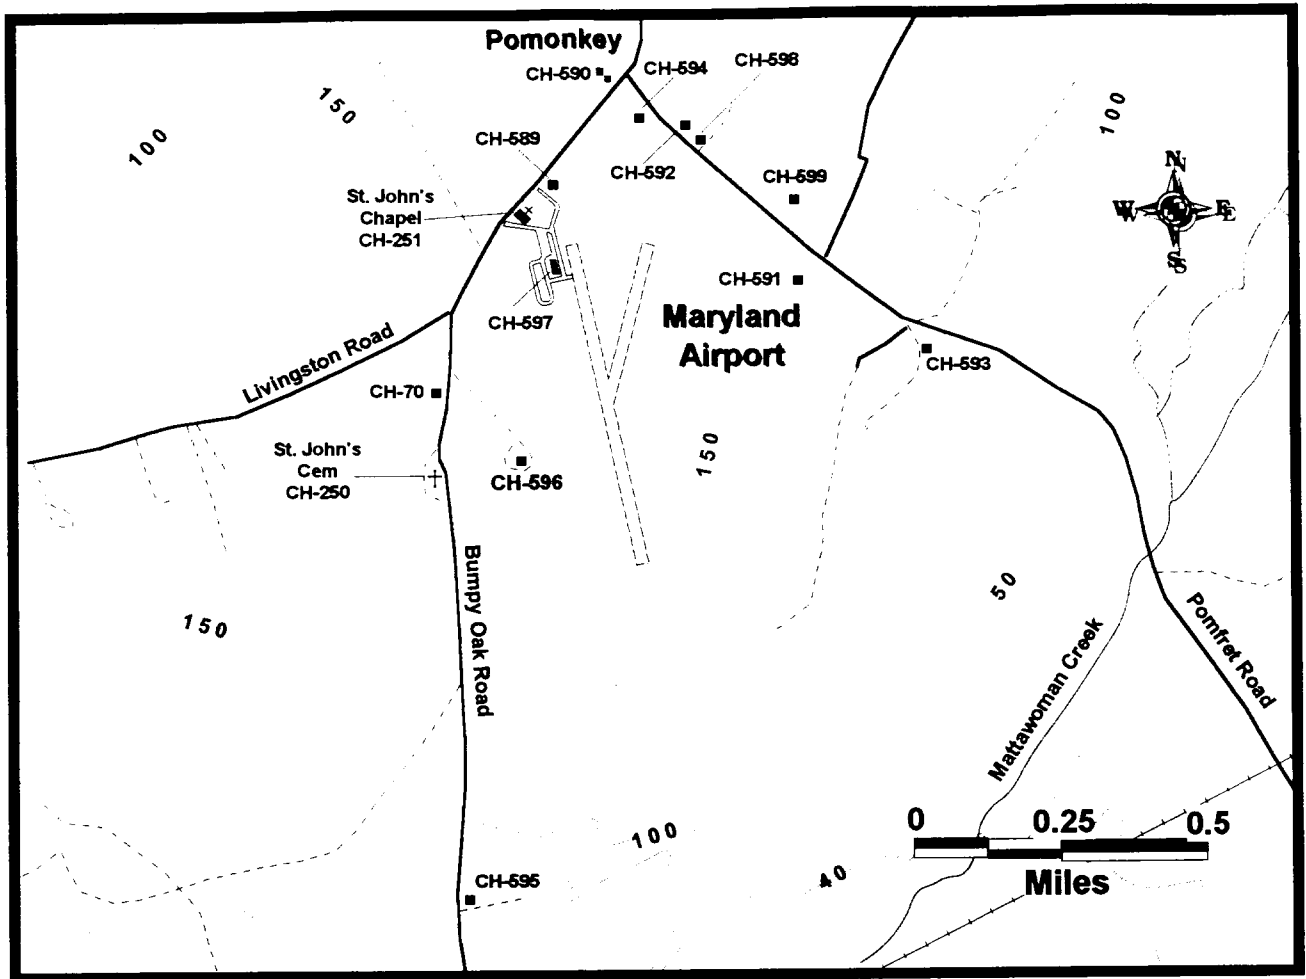 Pomonkey
CH-590
CH-594
CH-598
150
100
100
CH-589
CH-592
CH-599
N
St. John's
Chapel
CH-251
W
E
S
CH-591
CH-597
Maryland
Airport
Livingston Road
CH-593
CH-70
150
St. John's
Cem
CH-250
CH-596
Bumpy Oak Road
50
150
Pomfret Road
Mattawoman Creek
0 0.25 0.5
Miles
100
40
CH-595